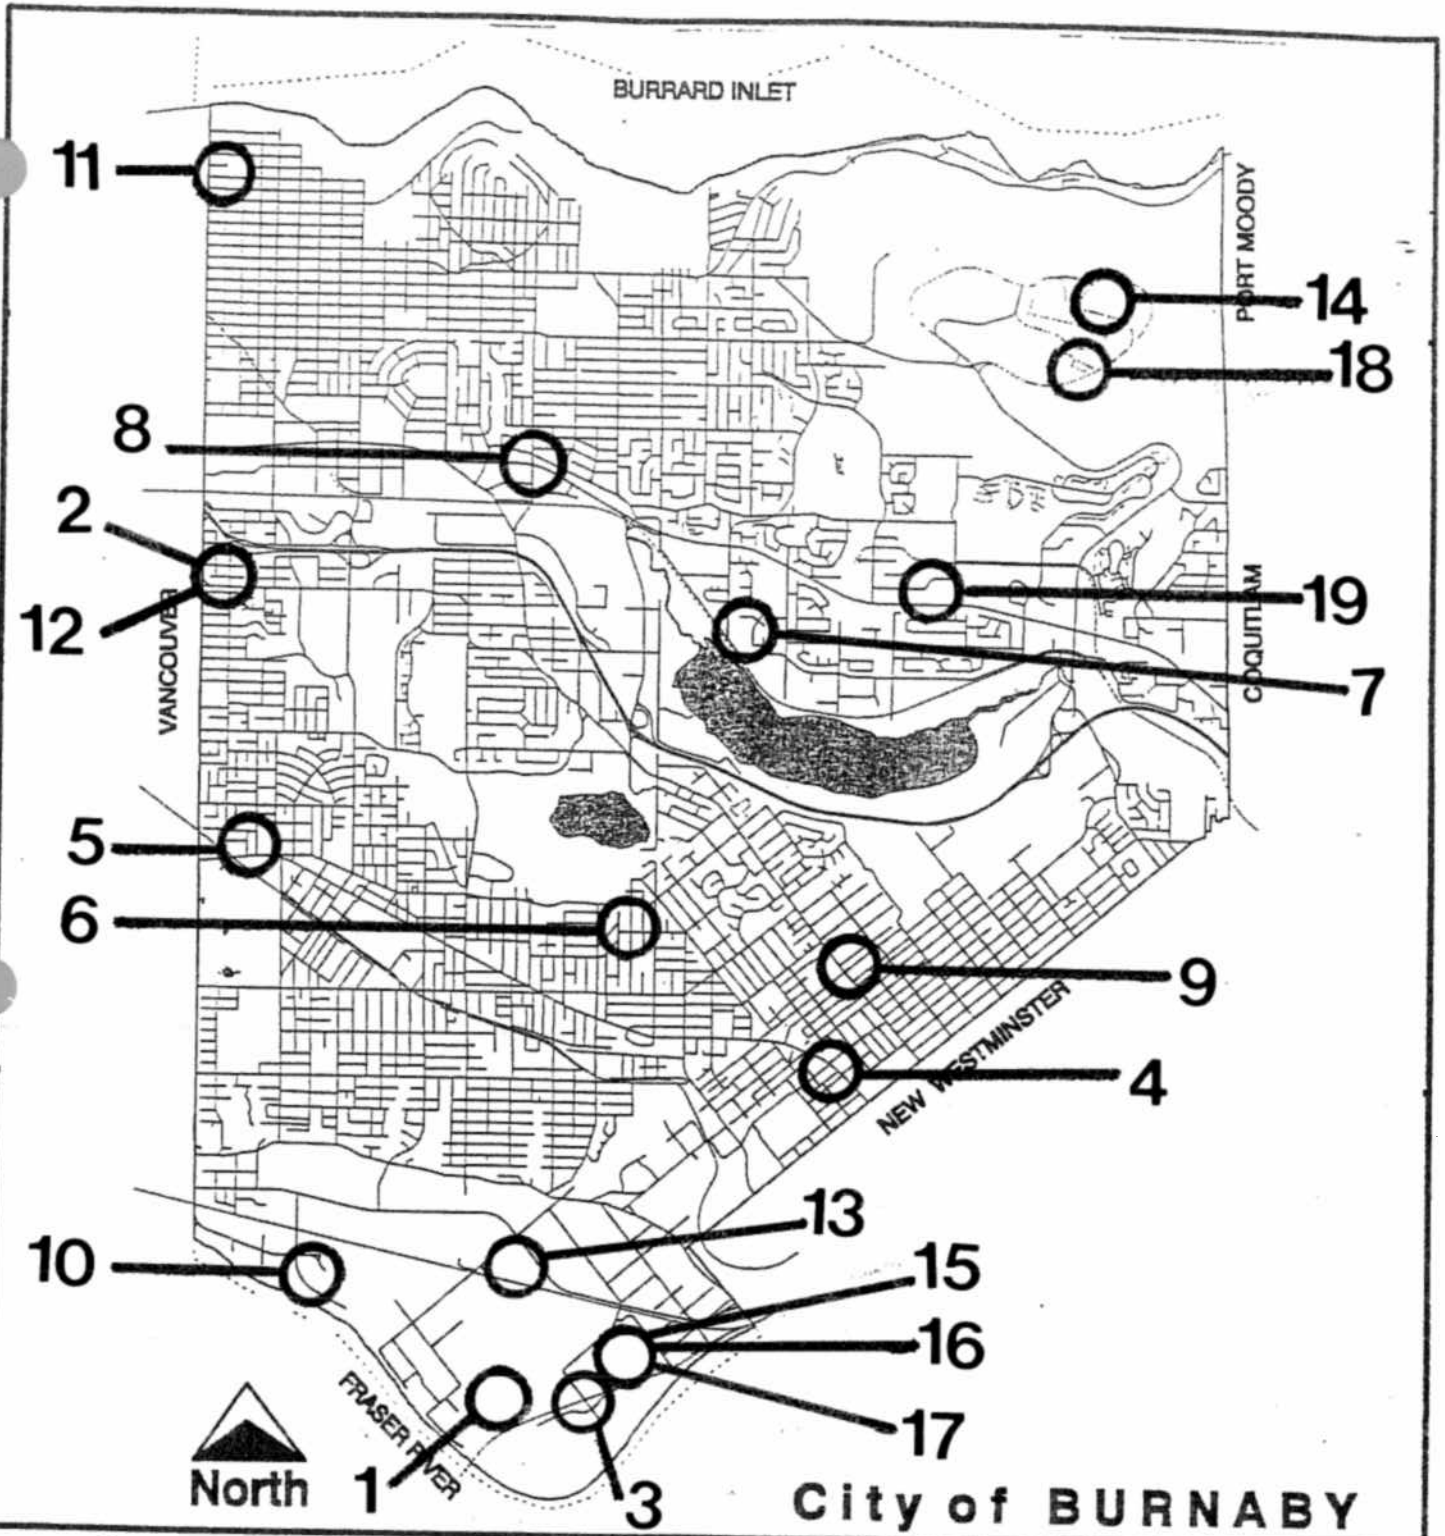 BURRARD INLET
11
PORT MOODY
14
18
8
2
12
VANCOUVER
COQUITLAM
19
7
5
6
9
NEW WESTMINSTER
4
13
10
15
16
17
FRASER RIVER
North
1
3
City of BURNABY